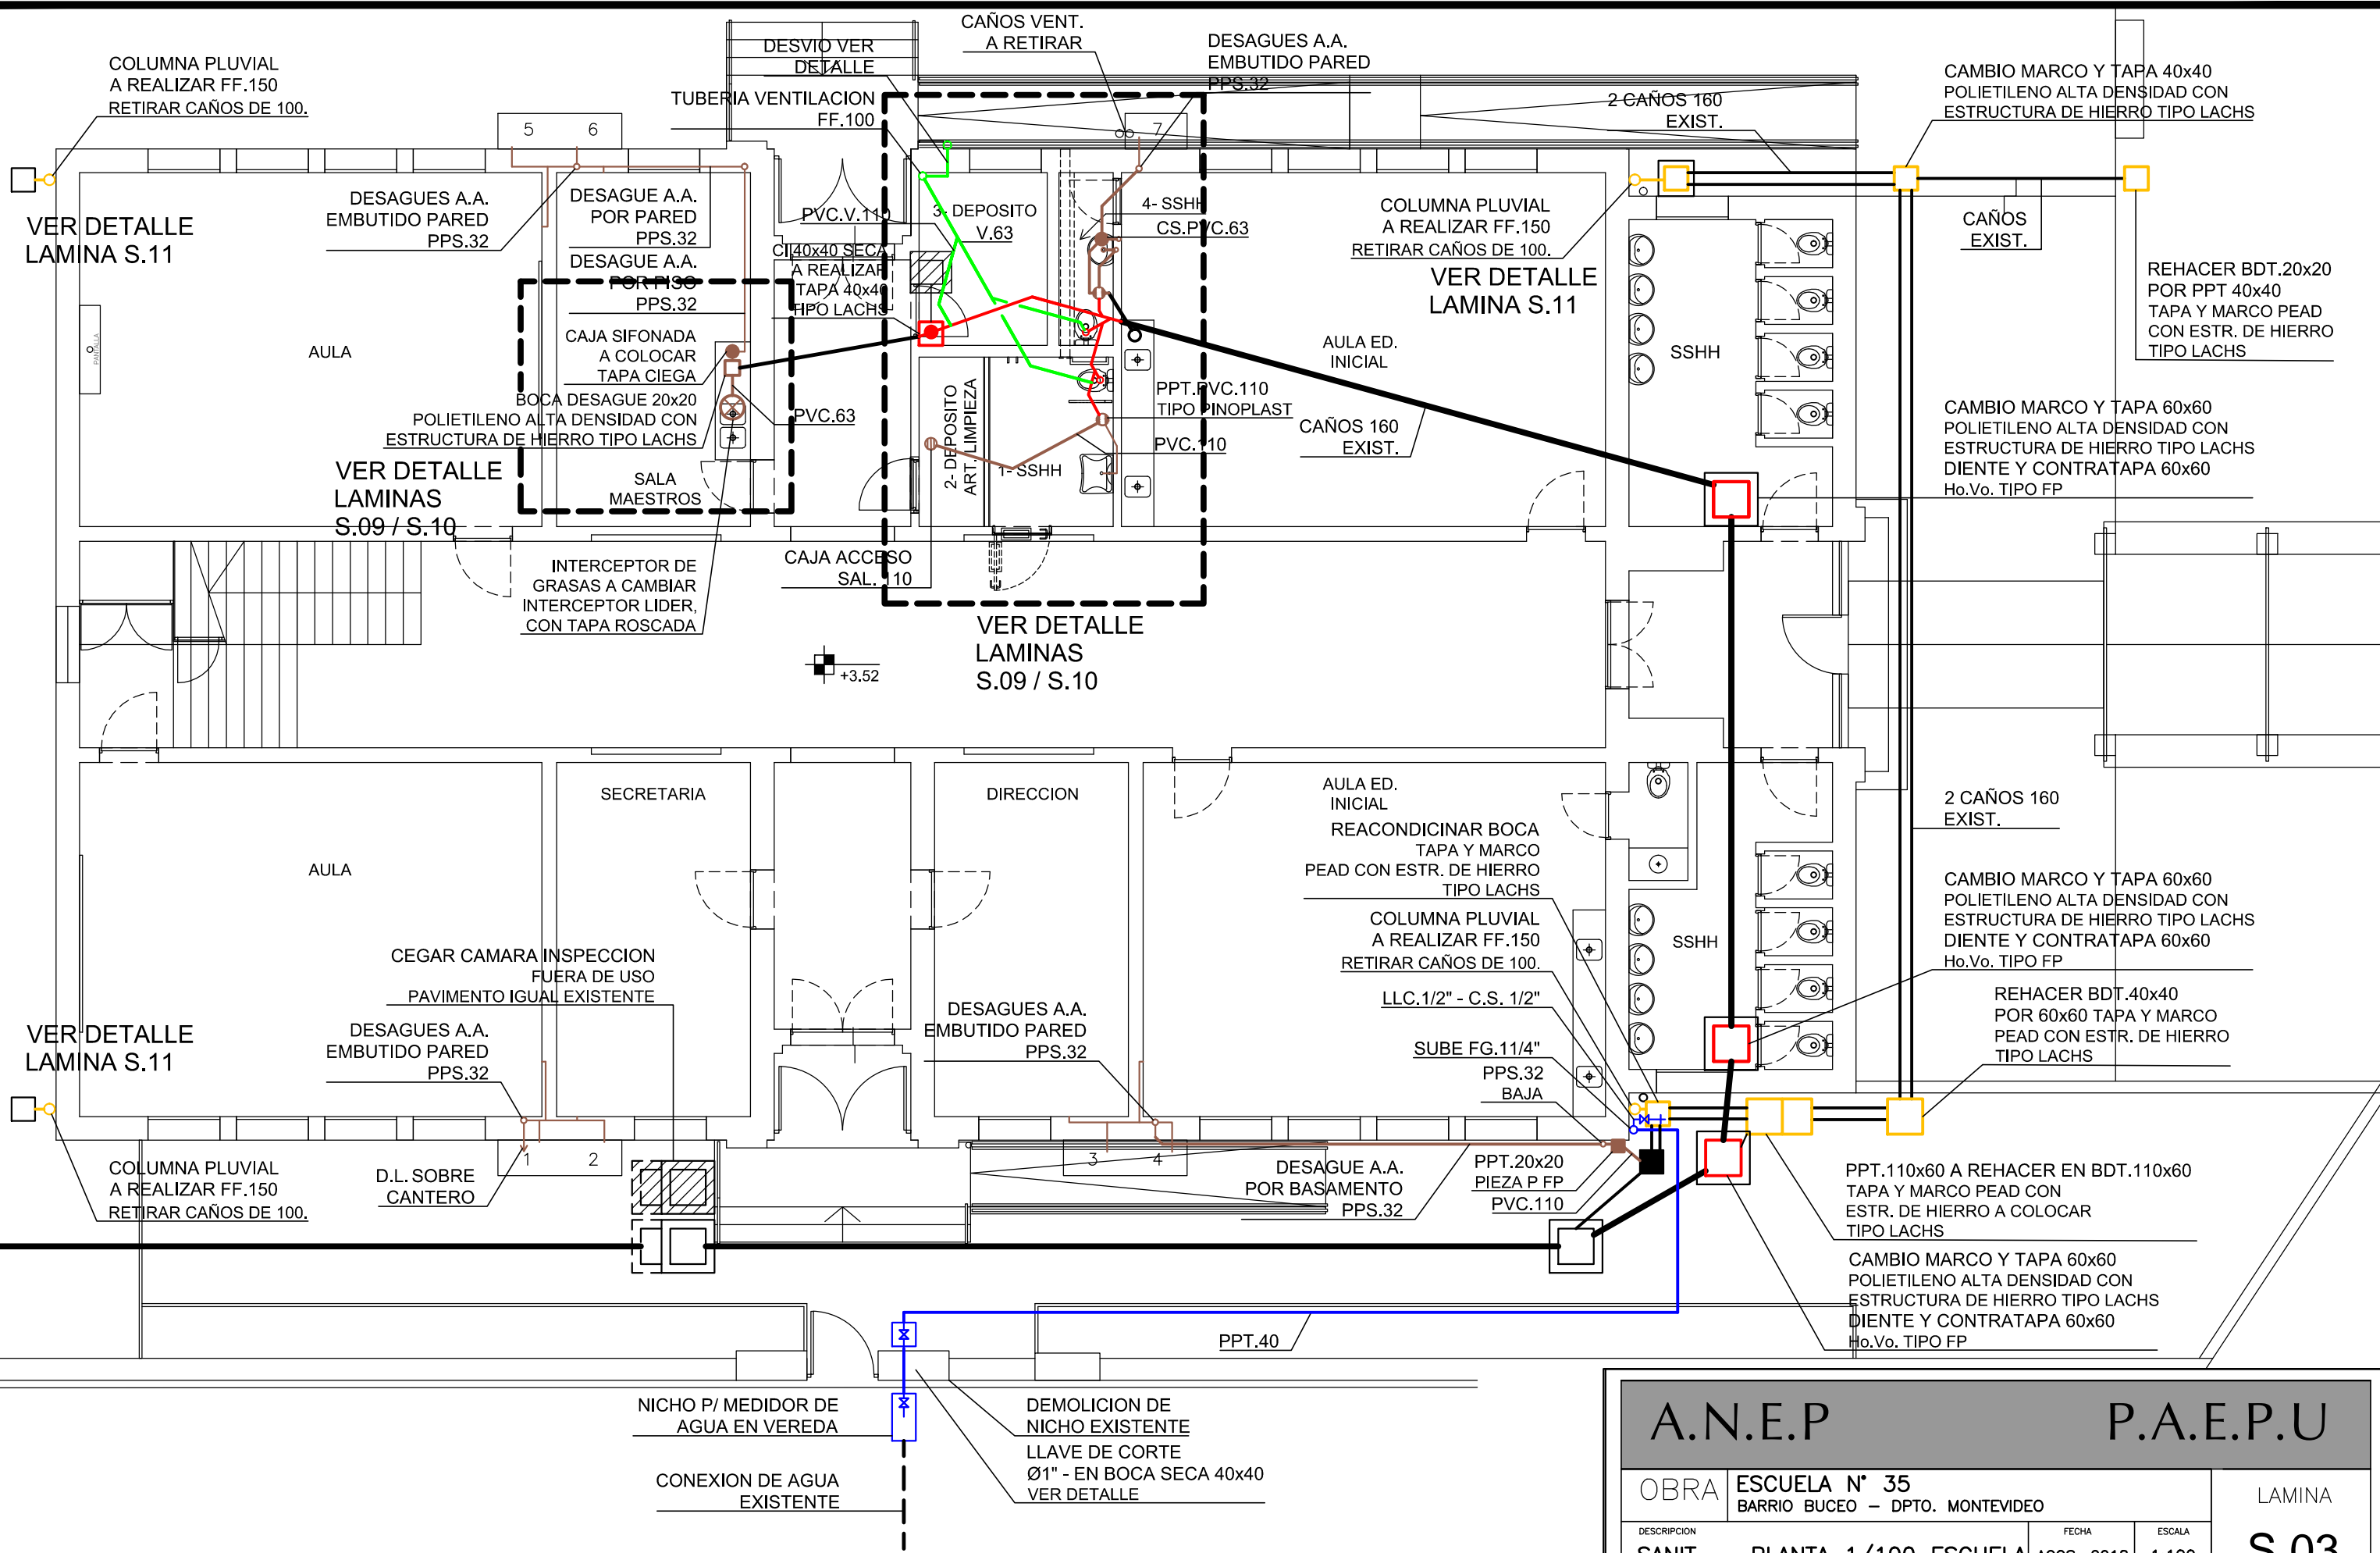 COLUMNA PLUVIAL
A REALIZAR FF.150
RETIRAR CAÑOS DE 100.
DESVIO VER
DETALLE
CAÑOS VENT.
A RETIRAR
DESAGUES A.A.
EMBUTIDO PARED
PPS.32
TUBERIA VENTILACION
FF.100
2 CAÑOS 160
EXIST.
CAMBIO MARCO Y TAPA 40x40
POLIETILENO ALTA DENSIDAD CON
ESTRUCTURA DE HIERRO TIPO LACHS
5
6
7
VER DETALLE
LAMINA S.11
DESAGUES A.A.
EMBUTIDO PARED
PPS.32
DESAGUE A.A.
POR PARED
PPS.32
DESAGUE A.A.
POR PISO
PPS.32
PVC.V.110
3- DEPOSITO
V.63
4- SSHH
CS.PVC.63
CI.40x40 SECA
A REALIZAR
TAPA 40x40
TIPO LACHS
COLUMNA PLUVIAL
A REALIZAR FF.150
RETIRAR CAÑOS DE 100.
VER DETALLE
LAMINA S.11
CAÑOS
EXIST.
REHACER BDT.20x20
POR PPT 40x40
TAPA Y MARCO PEAD
CON ESTR. DE HIERRO
TIPO LACHS
PANTALLA
AULA
CAJA SIFONADA
A COLOCAR
TAPA CIEGA
BOCA DESAGUE 20x20
POLIETILENO ALTA DENSIDAD CON
ESTRUCTURA DE HIERRO TIPO LACHS
PVC.63
AULA ED.
INICIAL
SSHH
PPT.PVC.110
TIPO PINOPLAST
PVC.110
CAÑOS 160
EXIST.
CAMBIO MARCO Y TAPA 60x60
POLIETILENO ALTA DENSIDAD CON
ESTRUCTURA DE HIERRO TIPO LACHS
DIENTE Y CONTRATAPA 60x60
Ho.Vo. TIPO FP
VER DETALLE
LAMINAS
S.09 / S.10
SALA
MAESTROS
2- DEPOSITO
ART. LIMPIEZA
1- SSHH
INTERCEPTOR DE
GRASAS A CAMBIAR
INTERCEPTOR LIDER,
CON TAPA ROSCADA
CAJA ACCESO
SAL. 110
VER DETALLE
LAMINAS
S.09 / S.10
+3.52
SECRETARIA
DIRECCION
AULA ED.
INICIAL
2 CAÑOS 160
EXIST.
REACONDICINAR BOCA
TAPA Y MARCO
PEAD CON ESTR. DE HIERRO
TIPO LACHS
AULA
CAMBIO MARCO Y TAPA 60x60
POLIETILENO ALTA DENSIDAD CON
ESTRUCTURA DE HIERRO TIPO LACHS
DIENTE Y CONTRATAPA 60x60
Ho.Vo. TIPO FP
COLUMNA PLUVIAL
A REALIZAR FF.150
RETIRAR CAÑOS DE 100.
SSHH
CEGAR CAMARA INSPECCION
FUERA DE USO
PAVIMENTO IGUAL EXISTENTE
LLC.1/2" - C.S. 1/2"
REHACER BDT.40x40
POR 60x60 TAPA Y MARCO
PEAD CON ESTR. DE HIERRO
TIPO LACHS
VER DETALLE
LAMINA S.11
DESAGUES A.A.
EMBUTIDO PARED
PPS.32
DESAGUES A.A.
EMBUTIDO PARED
PPS.32
SUBE FG.11/4"
PPS.32
BAJA
COLUMNA PLUVIAL
A REALIZAR FF.150
RETIRAR CAÑOS DE 100.
D.L. SOBRE
CANTERO
1
2
3
4
DESAGUE A.A.
POR BASAMENTO
PPS.32
PPT.20x20
PIEZA P FP
PVC.110
PPT.110x60 A REHACER EN BDT.110x60
TAPA Y MARCO PEAD CON
ESTR. DE HIERRO A COLOCAR
TIPO LACHS
CAMBIO MARCO Y TAPA 60x60
POLIETILENO ALTA DENSIDAD CON
ESTRUCTURA DE HIERRO TIPO LACHS
DIENTE Y CONTRATAPA 60x60
Ho.Vo. TIPO FP
PPT.40
NICHO P/ MEDIDOR DE
AGUA EN VEREDA
DEMOLICION DE
NICHO EXISTENTE
LLAVE DE CORTE
Ø1" - EN BOCA SECA 40x40
VER DETALLE
CONEXION DE AGUA
EXISTENTE
A.N.E.P P.A.E.P.U
OBRA
ESCUELA N° 35
BARRIO BUCEO – DPTO. MONTEVIDEO
LAMINA
DESCRIPCION
FECHA
ESCALA
PLANTA 1/100 ESCUELA
S.03